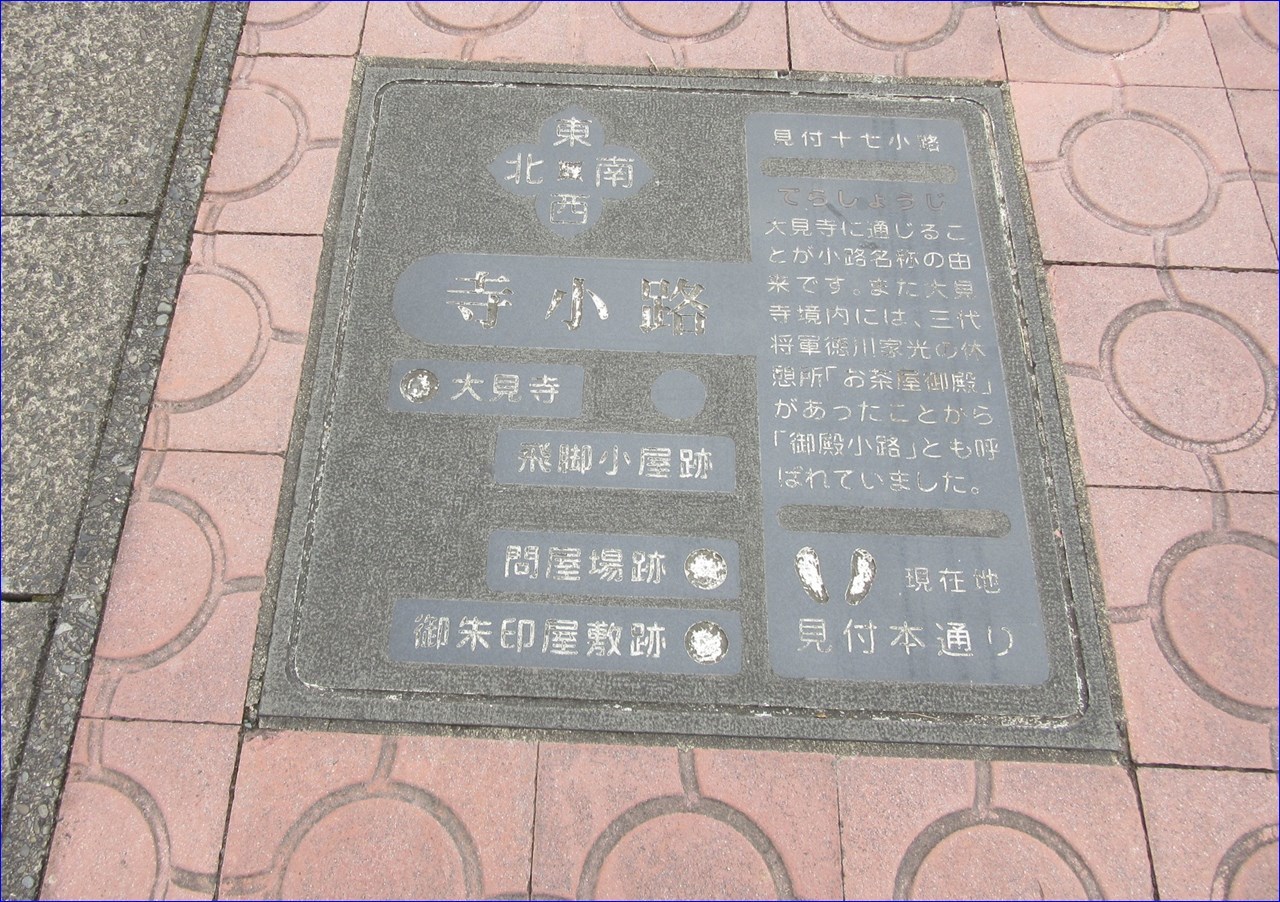 東
北 南
西
寺小路
大見寺
飛脚小屋跡
問屋場跡
御朱印屋敷跡
見付十七小路
てらしょうじ
大見寺に通じるこ
とが小路名称の由
来です。また大見
寺境内には、三代
将軍徳川家光の休
憩所「お茶屋御殿」
があったことから
「御殿小路」とも呼
ばれていました。
現在地
見付本通り